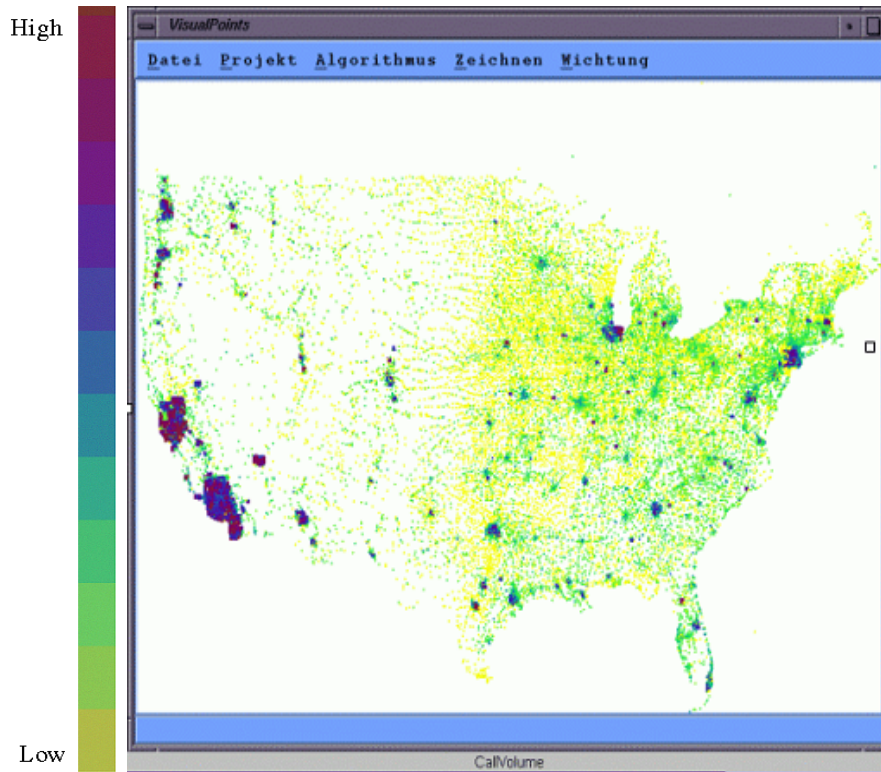 High
VisualPoints
Datei Projekt Algorithmus Zeichnen Wichtung
Low
CallVolume